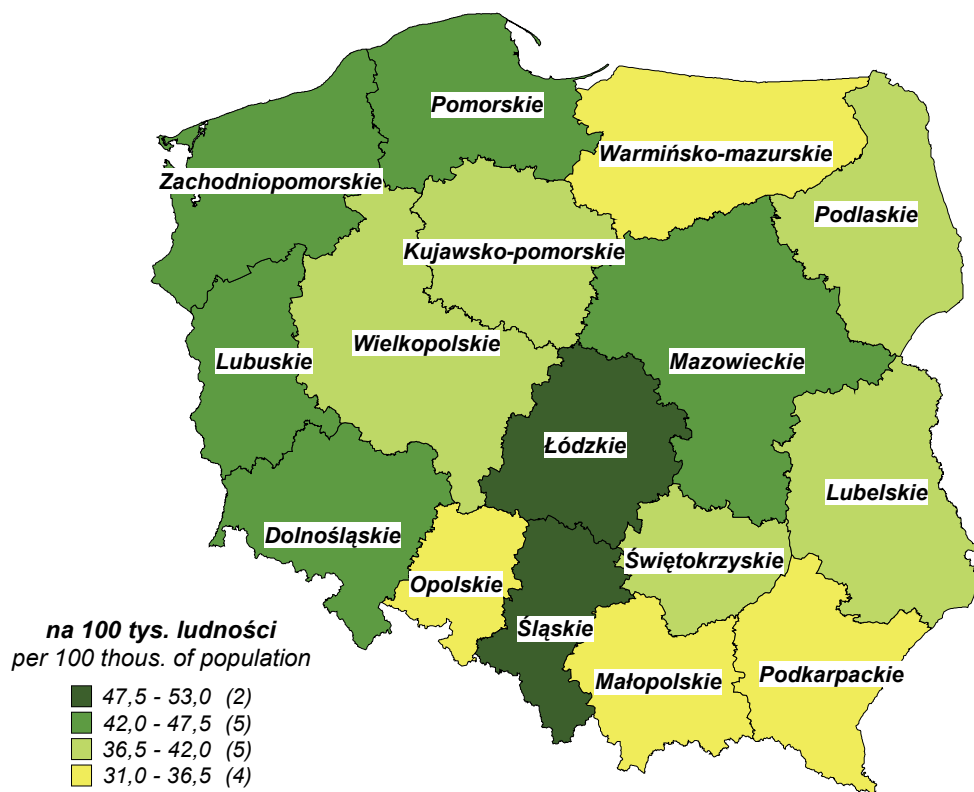 Pomorskie
Warmińsko-mazurskie
Zachodniopomorskie
Podlaskie
Kujawsko-pomorskie
Wielkopolskie
Lubuskie
Mazowieckie
Łódzkie
Lubelskie
Dolnośląskie
Świętokrzyskie
Opolskie
Śląskie
Podkarpackie
Małopolskie
na 100 tys. ludności
per 100 thous. of population
47,5 - 53,0 (2)
42,0 - 47,5 (5)
36,5 - 42,0 (5)
31,0 - 36,5 (4)